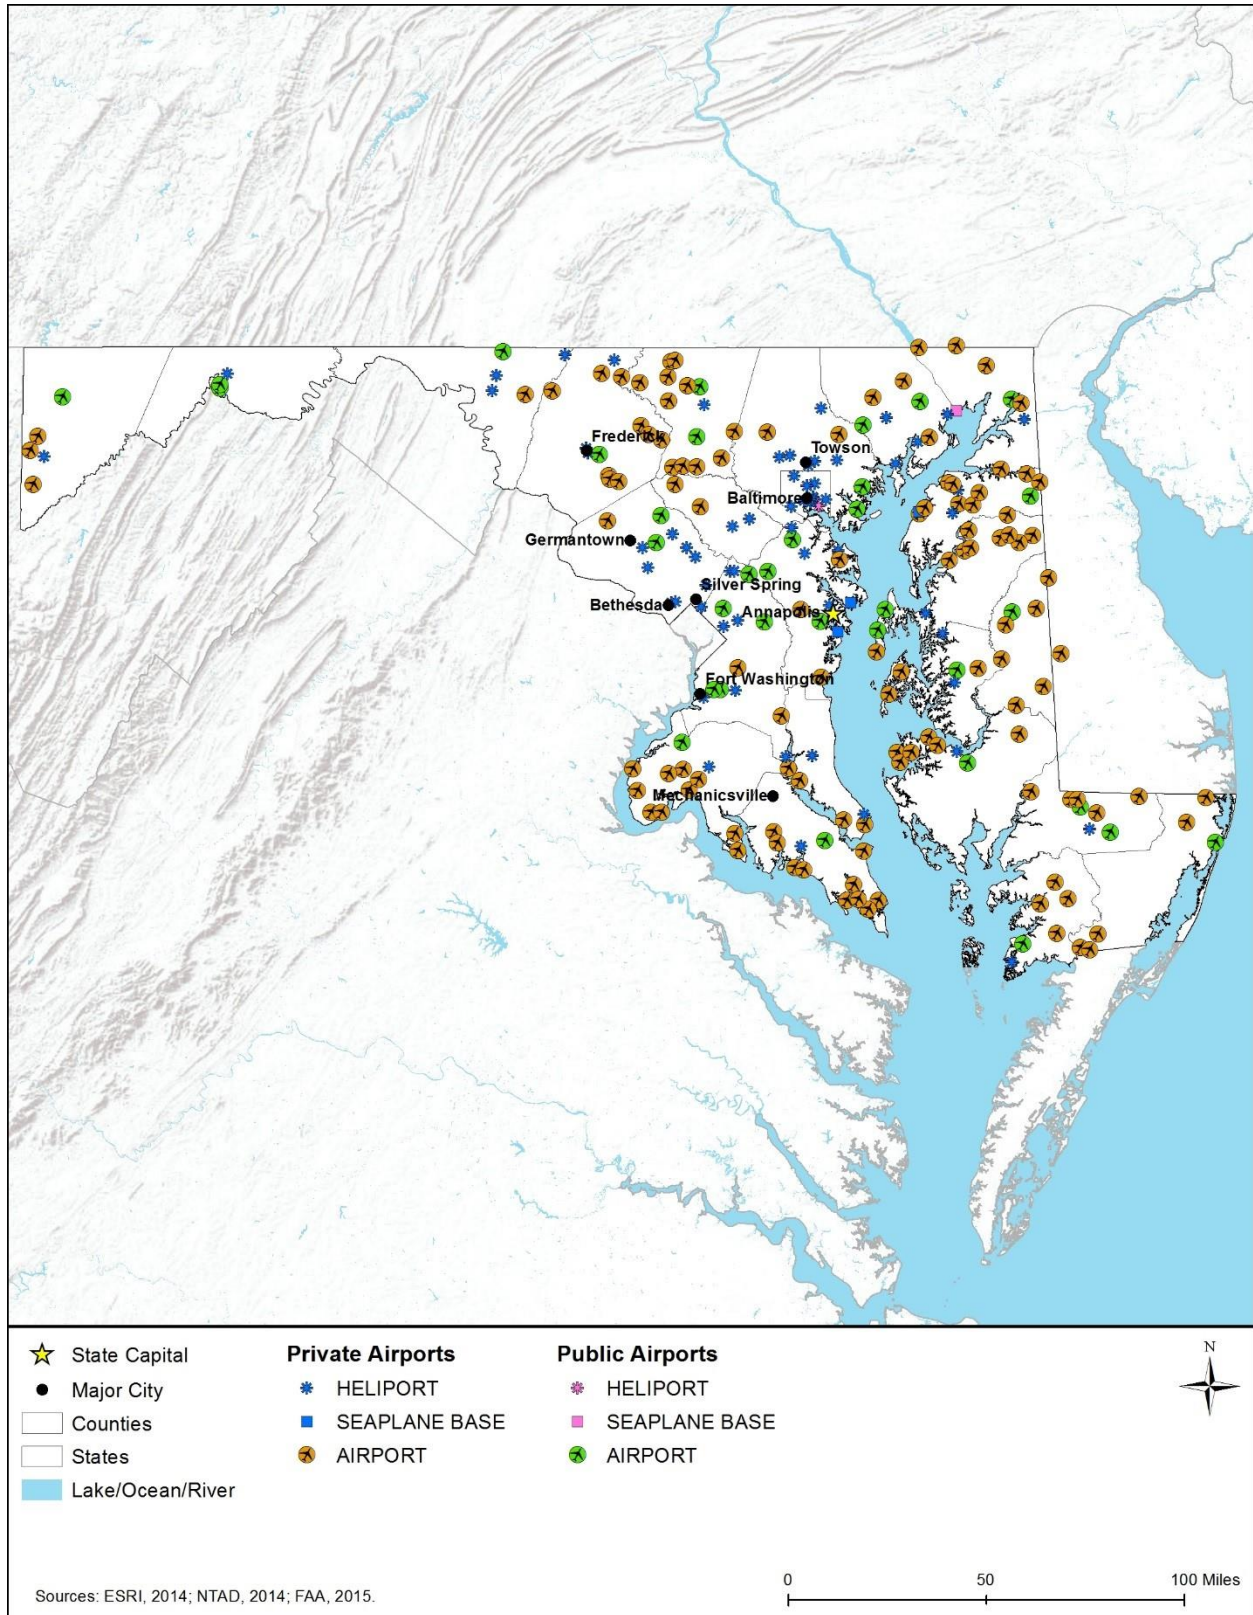 Frederick
Towson
Baltimore
Germantown
Silver Spring
Bethesda
Annapolis
Fort Washington
Mechanicsville
State Capital
Major City
Counties
States
Lake/Ocean/River
Private Airports
HELIPORT
SEAPLANE BASE
AIRPORT
Public Airports
HELIPORT
SEAPLANE BASE
AIRPORT
N
Sources: ESRI, 2014; NTAD, 2014; FAA, 2015.
0 50 100 Miles